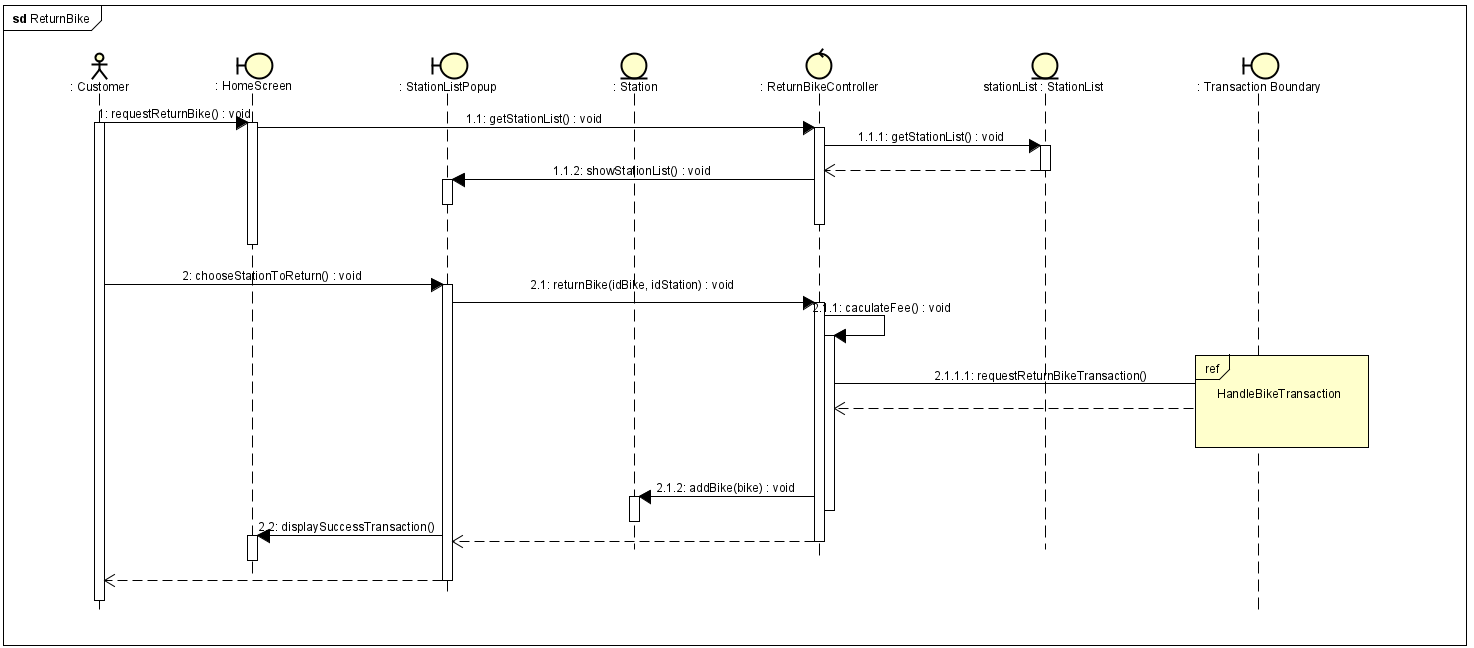 sd ReturnBike
: Customer
: HomeScreen
: StationListPopup
: Station
: ReturnBikeController
stationList : StationList
: Transaction Boundary
1: requestReturnBike() : void
1.1: getStationList() : void
1.1.1: getStationList() : void
1.1.2: showStationList() : void
2: chooseStationToReturn() : void
2.1: returnBike(idBike, idStation) : void
2.1.1: caculateFee() : void
ref
2.1.1.1: requestReturnBikeTransaction()
HandleBikeTransaction
2.1.2: addBike(bike) : void
2.2: displaySuccessTransaction()